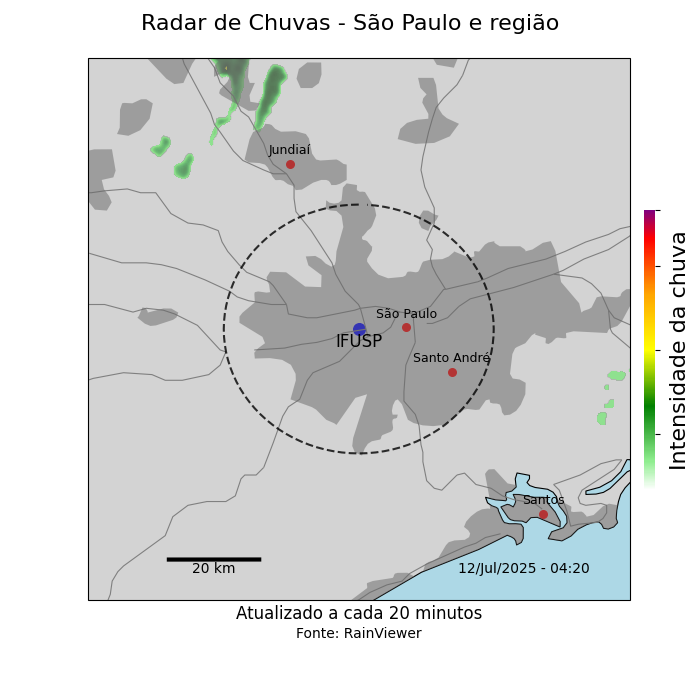 Radar de Chuvas - São Paulo e região
Jundiaí
São Paulo
IFUSP
Santo André
Santos
20 km
12/Jul/2025 - 04:20
Intensidade da chuva
Atualizado a cada 20 minutos
Fonte: RainViewer